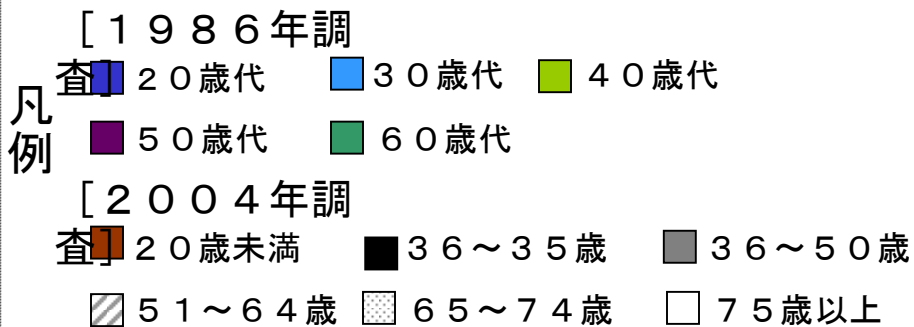 凡例
［１９８６年調査］
２０歳代 ３０歳代 ４０歳代
５０歳代 ６０歳代
［２００４年調査］
２０歳未満 ３６～３５歳 ３６～５０歳
５１～６４歳 ６５～７４歳 ７５歳以上